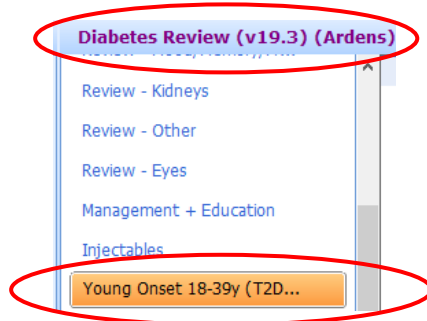 Diabetes Review (v19.3) (Ardens)
Review - Kidneys
Review - Other
Review - Eyes
Management + Education
Injectables
Young Onset 18-39y (T2D...